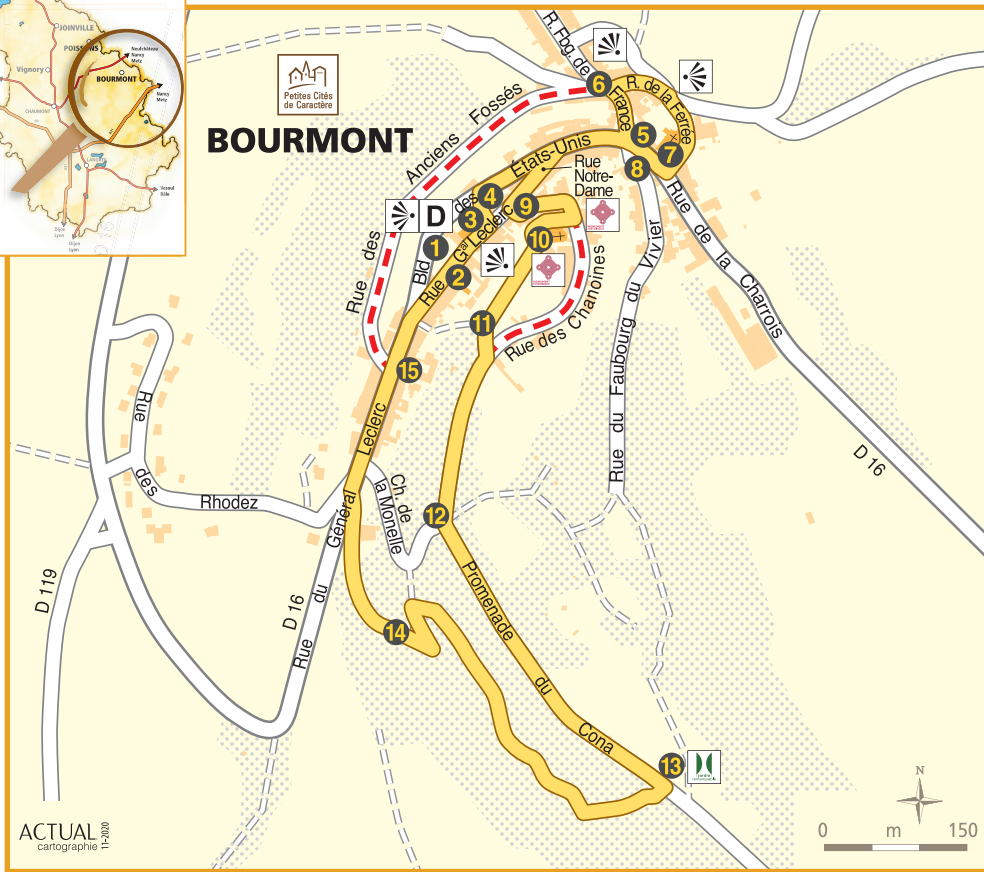 JOINVILLE
POISSONS
Neufchâteau
Nancy
Metz
Vignory
BOURMONT
Nancy
Metz
CHAUMONT
Vesoul
Bâle
Dijon
Lyon
Dijon
Lyon
Petites Cités
de Caractère
BOURMONT
R. Fbg. de
France
R. de la Ferrée
Rue des Anciens Fossés
Bld des États-Unis
Rue
Notre-
Dame
Rue Gal Leclerc
D
1
2
3
4
5
6
7
8
9
10
11
12
13
14
15
Rue des Chanoines
Rue du Faubourg du Vivier
Rue de la Charrois
D 16
Rue des Rhodez
Ch. de
la Monelle
Rue du Général Leclerc
D 16
D 119
Promenade du Cona
N
0 m 150
ACTUAL
cartographie
11-2020